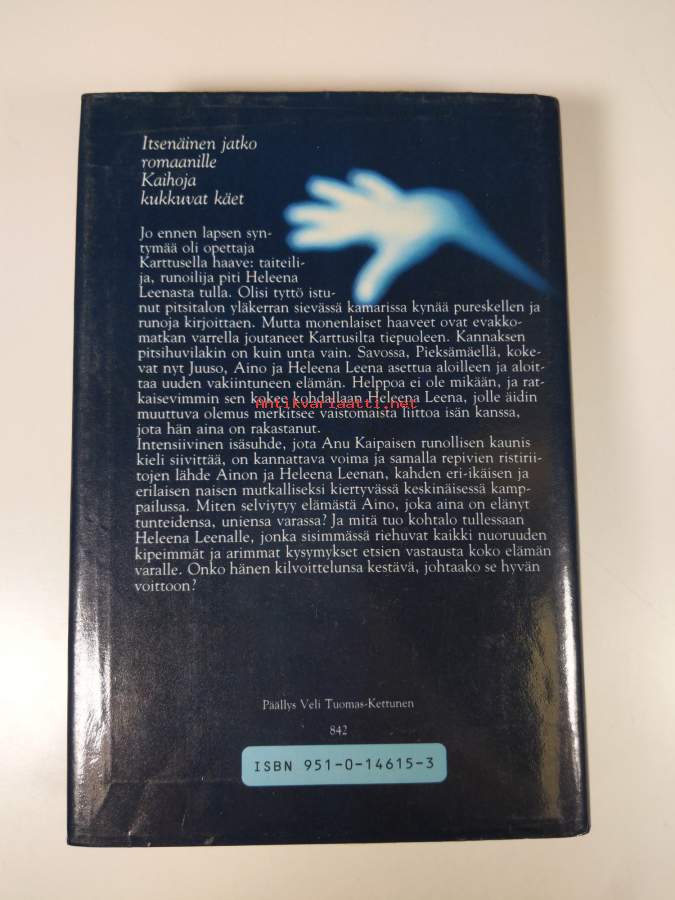 Itsenäinen jatko
romaanille
Kaihoja
kukkuvat käet
Jo ennen lapsen syn-
tymää oli opettaja
Karttusella haave: taiteili-
ja, runoilija piti Heleena
Leenasta tulla. Olisi tyttö istu-
nut pitsitalon yläkerran sievässä kamarissa kynää pureskellen ja
runoja kirjoittaen. Mutta monenlaiset haaveet ovat evakko-
matkan varrella joutaneet Karttusilta tiepuoleen. Kannaksen
pitsihuvilakin on kuin unta vain. Savossa, Pieksämäellä, koke-
vat nyt Juuso, Aino ja Heleena Leena asettua aloilleen ja aloit-
taa uuden vakiintuneen elämän. Helppoa ei ole mikään, ja rat-
kaisevimmin sen kokee kohdallaan Heleena Leena, jolle äidin
Antikvariaatti.net
muuttuva olemus merkitsee vaistomaista liittoa isän kanssa,
jota hän aina on rakastanut.
Intensiivinen isäsuhde, jota Anu Kaipaisen runollisen kaunis
kieli siivittää, on kannattava voima ja samalla repivien ristirii-
tojen lähde Ainon ja Heleena Leenan, kahden eri-ikäisen ja
erilaisen naisen mutkalliseksi kiertyvässä keskinäisessä kamp-
pailussa. Miten selviytyy elämästä Aino, joka aina on elänyt
tunteidensa, uniensa varassa? Ja mitä tuo kohtalo tullessaan
Heleena Leenalle, jonka sisimmässä riehuvat kaikki nuoruuden
kipeimmät ja arimmat kysymykset etsien vastausta koko elämän
varalle. Onko hänen kilvoittelunsa kestävä, johtaako se hyvän
voittoon?
Päällys Veli Tuomas-Kettunen
842
ISBN 951-0-14615-3